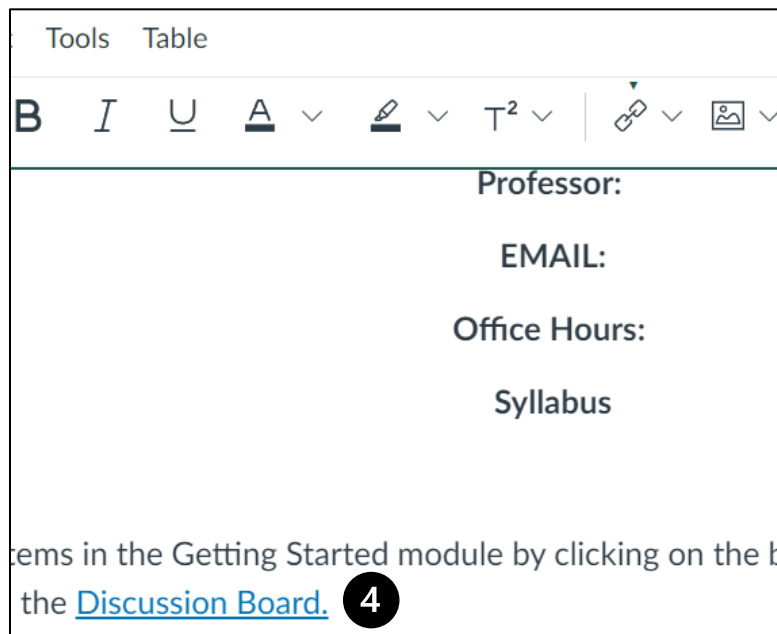 Tools Table
B I U A T²
Professor:
EMAIL:
Office Hours:
Syllabus
tems in the Getting Started module by clicking on the b
the Discussion Board. 4